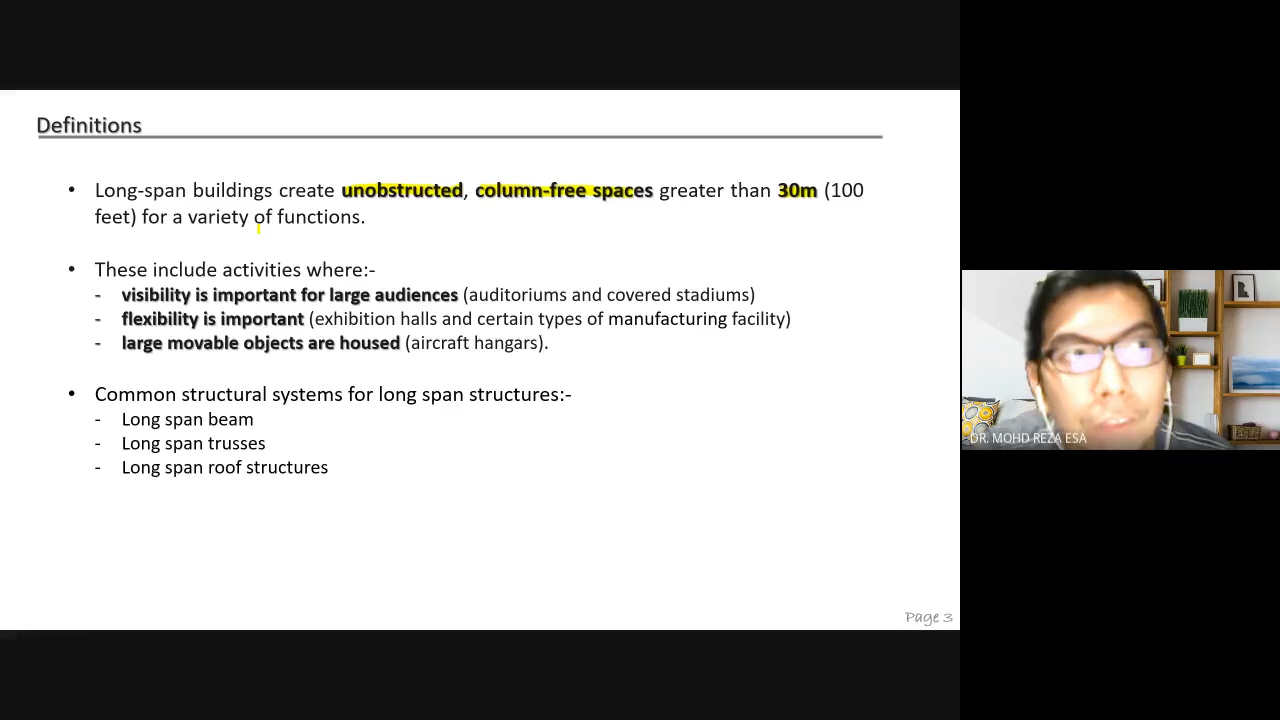 Definitions
• Long-span buildings create unobstructed, column-free spaces greater than 30m (100
feet) for a variety of functions.
• These include activities where:-
- visibility is important for large audiences (auditoriums and covered stadiums)
- flexibility is important (exhibition halls and certain types of manufacturing facility)
- large movable objects are housed (aircraft hangars).
• Common structural systems for long span structures:-
- Long span beam
- Long span trusses
- Long span roof structures
Page 3
DR. MOHD REZA ESA